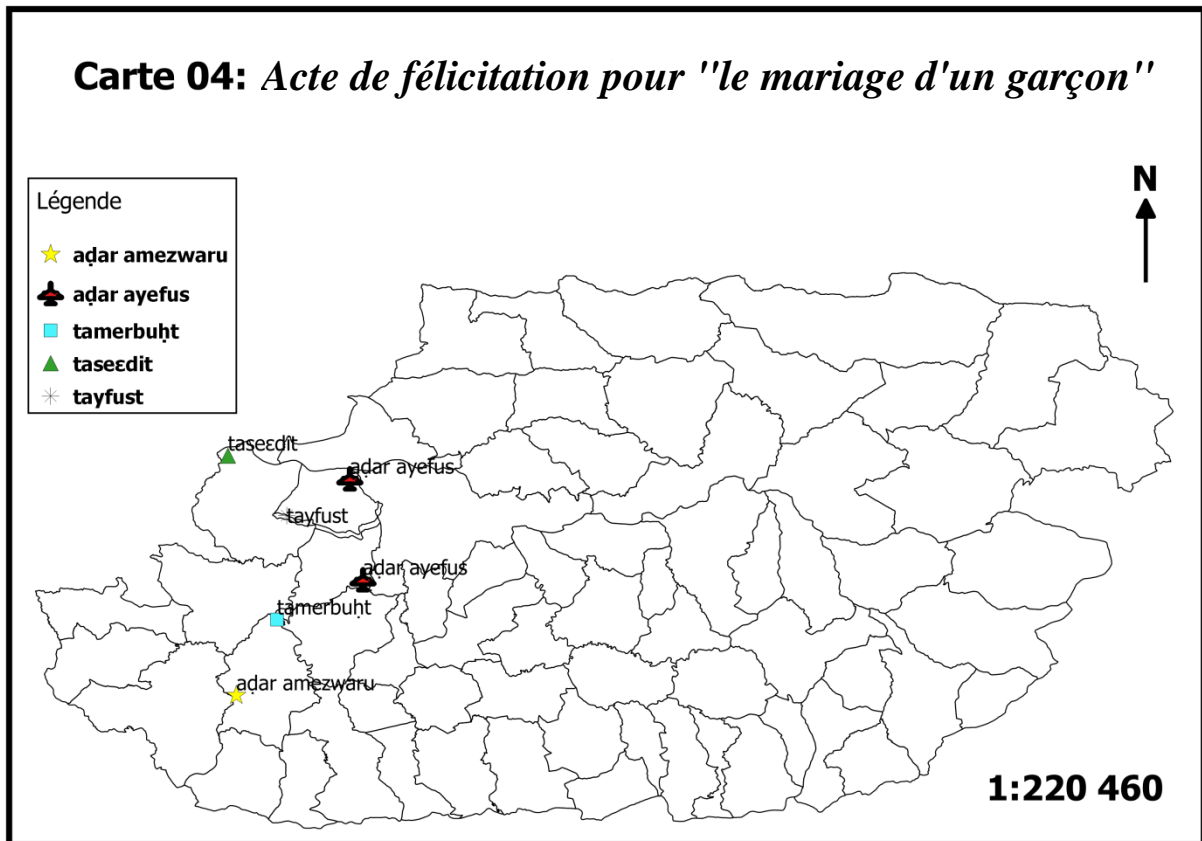 Carte 04: Acte de félicitation pour "le mariage d'un garçon"
N
Légende
aḍar amezwaru
aḍar ayefus
tamerbuḥt
taseɛdit
tayfust
taseɛdit
aḍar ayefus
tayfust
aḍar ayefus
tamerbuḥt
aḍar amezwaru
1:220 460